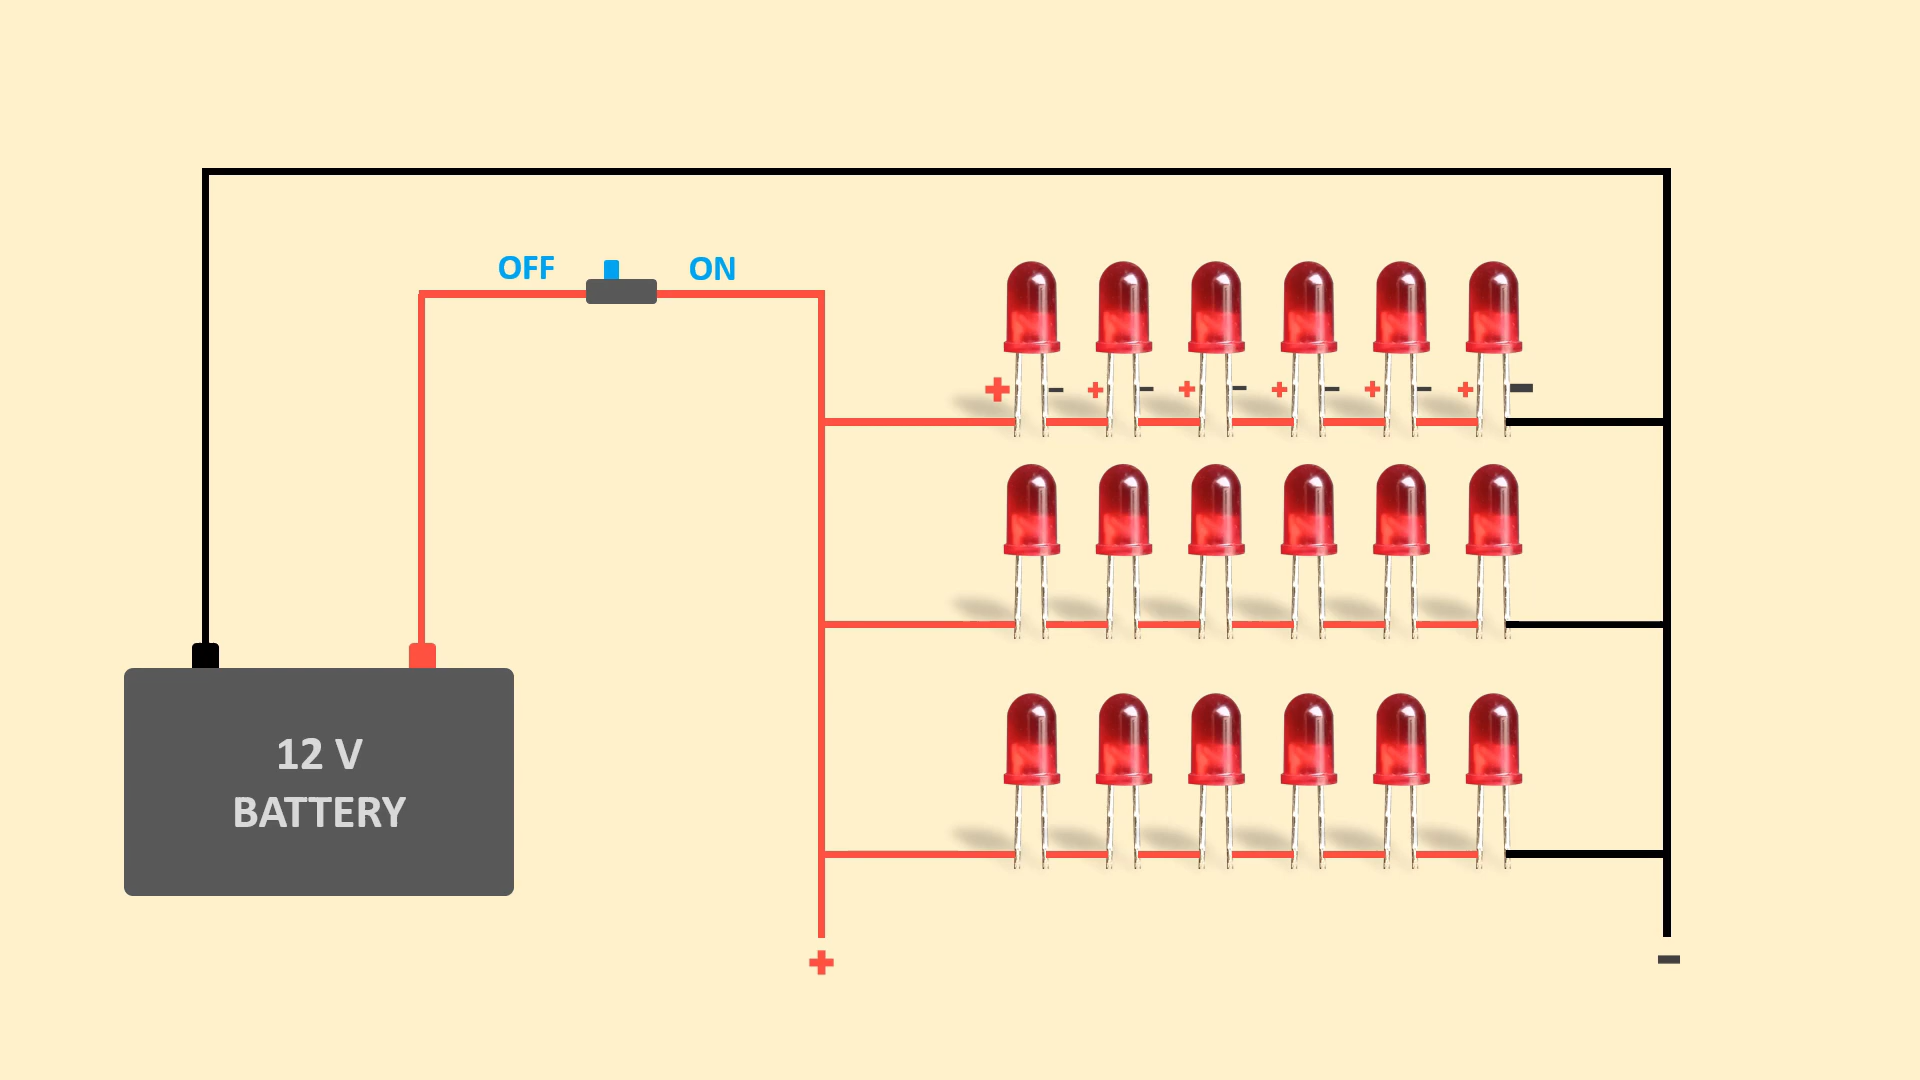 OFF ON
+ - + - + - + - + - + -
12 V
BATTERY
+ -